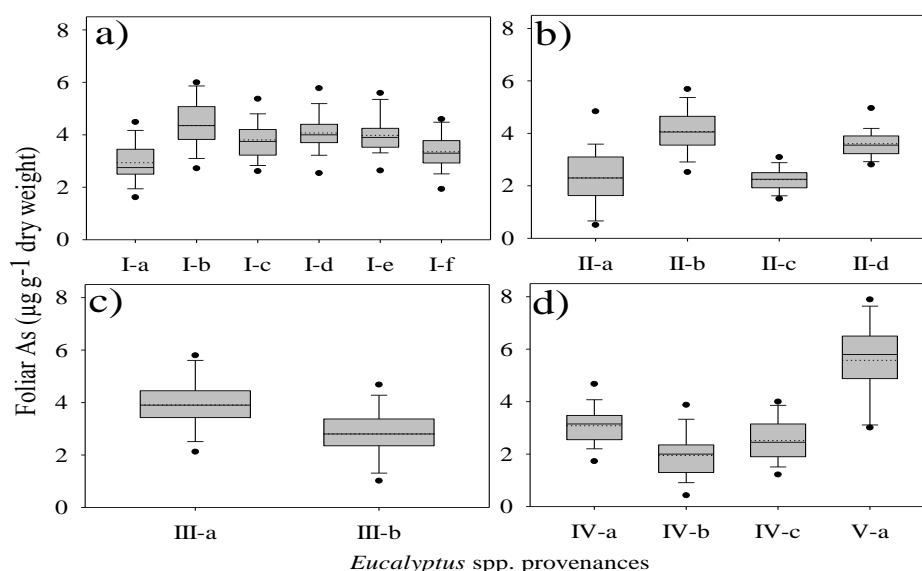 a)
8
6
4
2
0
I-a I-b I-c I-d I-e I-f
b)
8
6
4
2
0
II-a II-b II-c II-d
c)
8
6
4
2
0
III-a III-b
d)
8
6
4
2
0
IV-a IV-b IV-c V-a
Foliar As (µg g-1 dry weight)
Eucalyptus spp. provenances